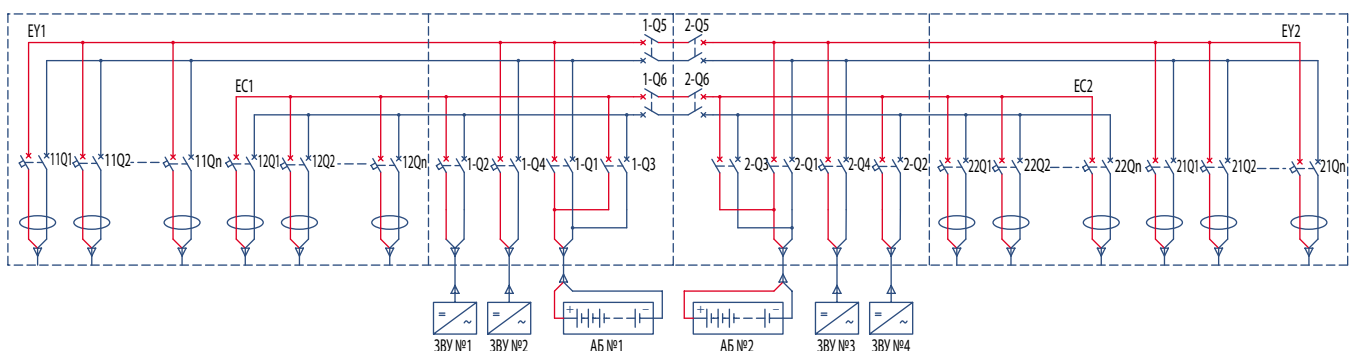 1-Q5 2-Q5
EY1 EY2
1-Q6 2-Q6
EC1 EC2
11Q1 11Q2 11Qn 12Q1 12Q2 12Qn 1-Q2 1-Q4 1-Q1 1-Q3 2-Q3 2-Q1 2-Q4 2-Q2 22Q1 22Q2 22Qn 21Q1 21Q2 21Qn
= ~ = ~ + − + − = ~ = ~
ЗВУ №1 ЗВУ №2 АБ №1 АБ №2 ЗВУ №3 ЗВУ №4